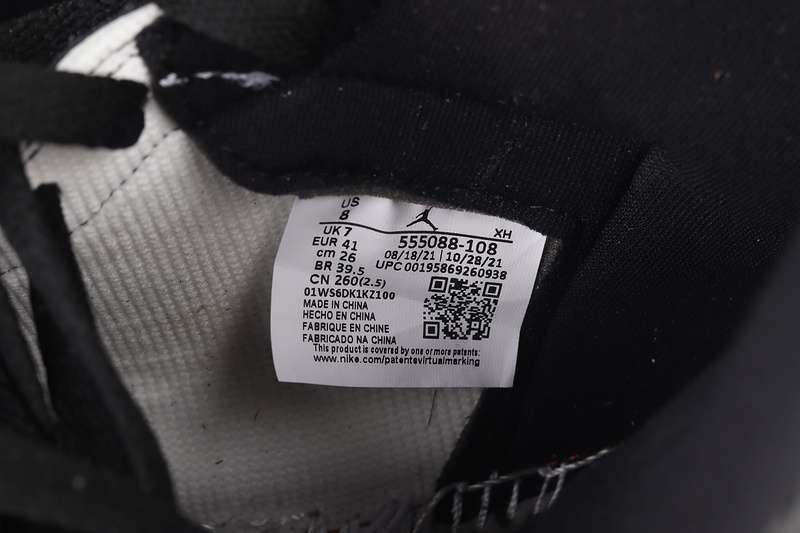 US
8
UK 7
EUR 41
cm 26
BR 39.5
CN 260(2.5)
XH
555088-108
08/18/21 | 10/28/21
UPC 00195869260938
01WS6DK1KZ100
MADE IN CHINA
HECHO EN CHINA
FABRIQUE EN CHINE
FABRICADO NA CHINA
This product is covered by one or more patents:
www.nike.com/patentsvirtualmarking